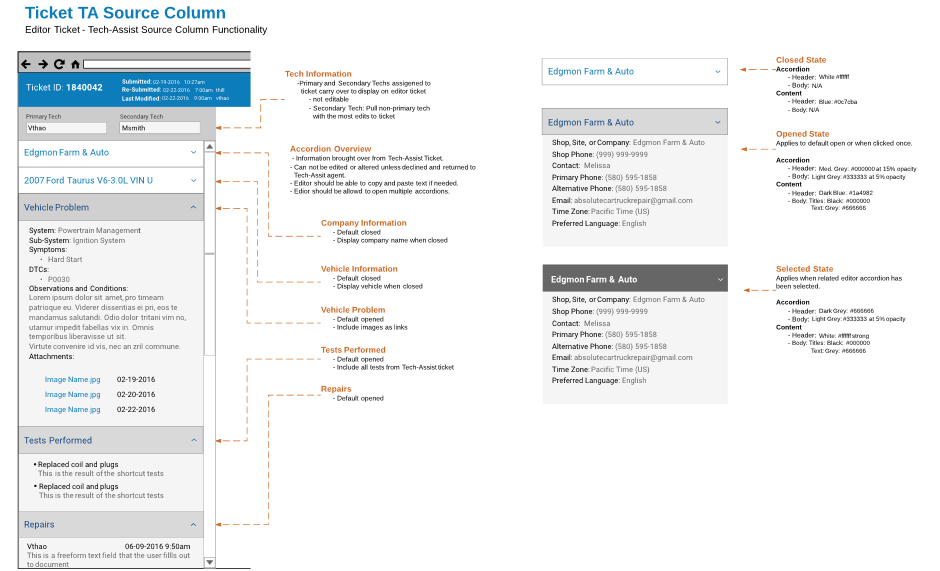 Ticket TA Source Column
Editor Ticket - Tech-Assist Source Column Functionality
Ticket ID: 1840042
Submitted: 02-19-2016 10:27am
Re-Submitted: 02-22-2016 7:00am thill
Last Modified: 02-22-2016 9:00am vthao
Primary Tech
Secondary Tech
Vthao
Msmith
Edgmon Farm & Auto
2007 Ford Taurus V6-3.0L VIN U
Vehicle Problem
System: Powertrain Management
Sub-System: Ignition System
Symptoms:
• Hard Start
DTCs:
• P0030
Observations and Conditions:
Lorem ipsum dolor sit amet, pro timeam
patrioque eu. Viderer dissentias ei pri, eos te
mandamus salutandi. Odio dolor tritani vim no,
utamur impedit fabellas vix in. Omnis
temporibus liberavisse ut sit.
Virtute convenire id vis, nec an zril commune.
Attachments:
Image Name.jpg 02-19-2016
Image Name.jpg 02-20-2016
Image Name.jpg 02-22-2016
Tests Performed
• Replaced coil and plugs
This is the result of the shortcut tests
• Replaced coil and plugs
This is the result of the shortcut tests
Repairs
Vthao 06-09-2016 9:50am
This is a freeform text field that the user fillls out
to document
Tech Information
-Primary and Secondary Techs assigened to
ticket carry over to display on editor ticket
- not editable
- Secondary Tech: Pull non-primary tech
with the most edits to ticket
Accordion Overview
- Information brought over from Tech-Assist Ticket.
- Can not be edited or altered unless declined and returned to
Tech-Assit agent.
- Editor should be able to copy and paste text if needed.
- Edior should be allowd to open multiple accordions.
Company Information
- Default closed
- Display company name when closed
Vehicle Information
- Default closed
- Display vehicle when closed
Vehicle Problem
- Default opened
- Include images as links
Tests Performed
- Default opened
- Include all tests from Tech-Assist ticket
Repairs
- Default opened
Edgmon Farm & Auto
Edgmon Farm & Auto
Shop, Site, or Company: Edgmon Farm & Auto
Shop Phone: (999) 999-9999
Contact: Melissa
Primary Phone: (580) 595-1858
Alternative Phone: (580) 595-1858
Email: absolutecartruckrepair@gmail.com
Time Zone: Pacific Time (US)
Preferred Language: English
Edgmon Farm & Auto
Shop, Site, or Company: Edgmon Farm & Auto
Shop Phone: (999) 999-9999
Contact: Melissa
Primary Phone: (580) 595-1858
Alternative Phone: (580) 595-1858
Email: absolutecartruckrepair@gmail.com
Time Zone: Pacific Time (US)
Preferred Language: English
Closed State
Accordion
- Header: White #ffffff
- Body: N/A
Content
- Header: Blue: #0c7cba
- Body: N/A
Opened State
Applies to default open or when clicked once.
Accordion
- Header: Med. Grey: #000000 at 15% opacity
- Body: Light Grey: #333333 at 5% opacity
Content
- Header: Dark Blue: #1a4982
- Body: Titles: Black: #000000
Text: Grey: #666666
Selected State
Applies when related editor accordion has
been selected.
Accordion
- Header: Dark Grey: #666666
- Body: Light Grey: #333333 at 5% opacity
Content
- Header: White: #ffffff strong
- Body: Titles: Black: #000000
Text: Grey: #666666